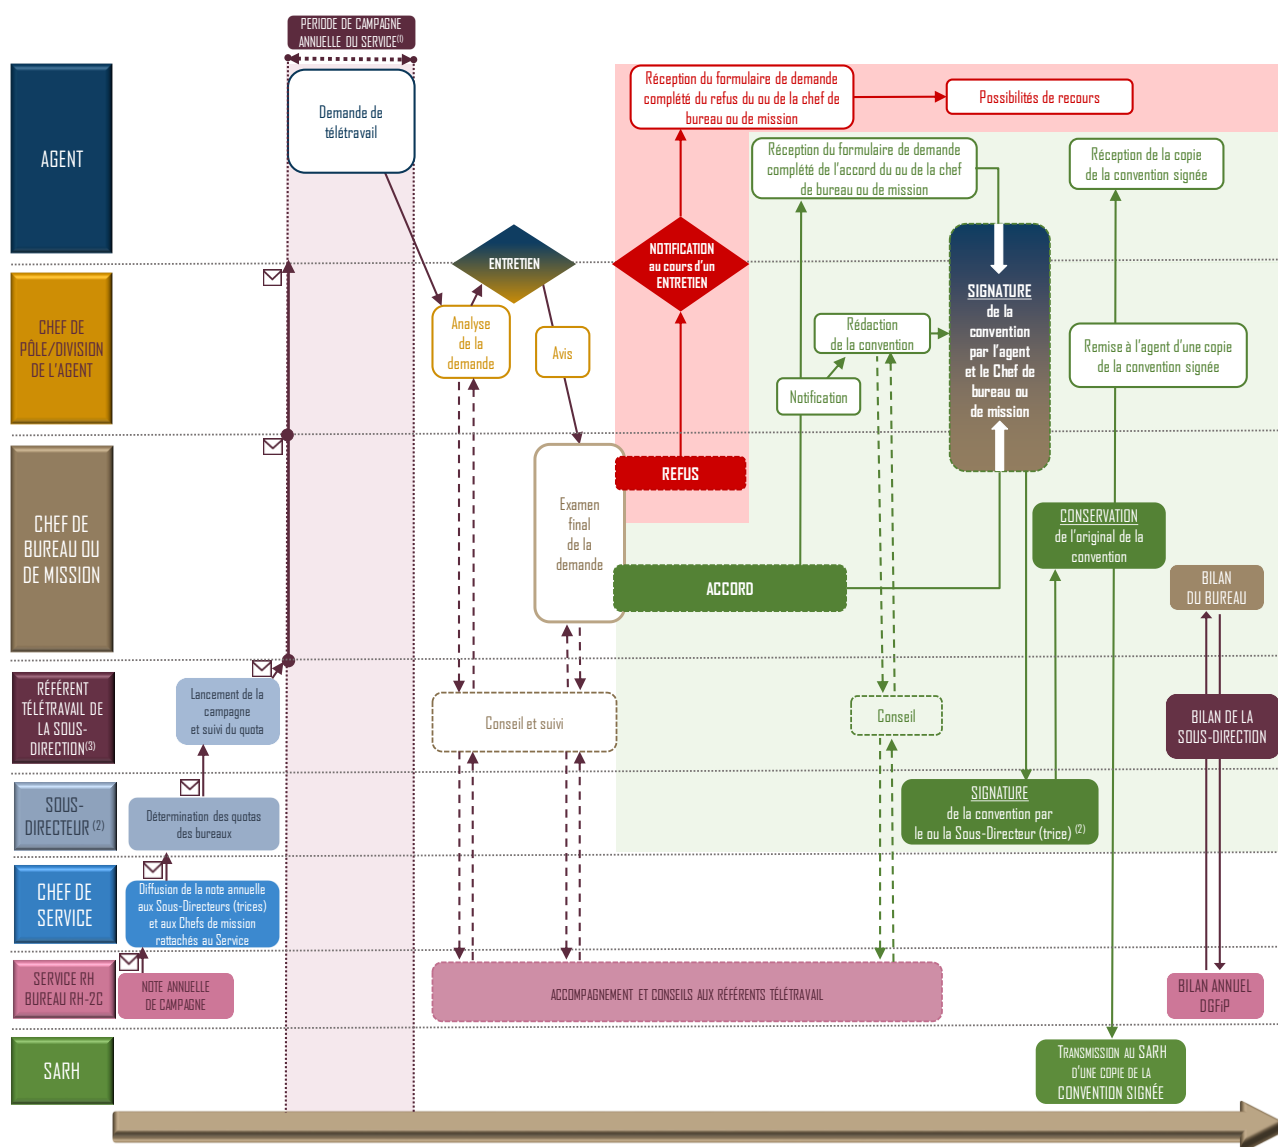 PERIODE DE CAMPAGNE
ANNUELLE DU SERVICE(1)
AGENT
Demande de
télétravail
Réception du formulaire de demande
complété du refus du ou de la chef de
bureau ou de mission
Possibilités de recours
Réception du formulaire de demande
complété de l'accord du ou de la chef
de bureau ou de mission
Réception de la copie
de la convention signée
ENTRETIEN
NOTIFICATION
au cours d'un
ENTRETIEN
CHEF DE
PÔLE/DIVISION
DE L'AGENT
Analyse
de la
demande
Avis
Rédaction
de la convention
Notification
SIGNATURE
de la
convention
par l'agent
et le Chef de
bureau ou
de mission
Remise à l'agent d'une copie
de la convention signée
CHEF DE
BUREAU OU
DE MISSION
REFUS
Examen
final
de la
demande
ACCORD
CONSERVATION
de l'original de la
convention
BILAN
DU BUREAU
RÉFÉRENT
TÉLÉTRAVAIL DE
LA SOUS-
DIRECTION(3)
Lancement de la
campagne
et suivi du quota
Conseil et suivi
Conseil
BILAN DE LA
SOUS-DIRECTION
SOUS-
DIRECTEUR (2)
Détermination des quotas
des bureaux
SIGNATURE
de la convention par
le ou la Sous-Directeur (trice) (2)
CHEF DE
SERVICE
Diffusion de la note annuelle
aux Sous-Directeurs (trices)
et aux Chefs de mission
rattachés au Service
SERVICE RH
BUREAU RH-2C
NOTE ANNUELLE
DE CAMPAGNE
ACCOMPAGNEMENT ET CONSEILS AUX RÉFÉRENTS TÉLÉTRAVAIL
BILAN ANNUEL
DGFiP
SARH
TRANSMISSION AU SARH
D'UNE COPIE DE LA
CONVENTION SIGNÉE